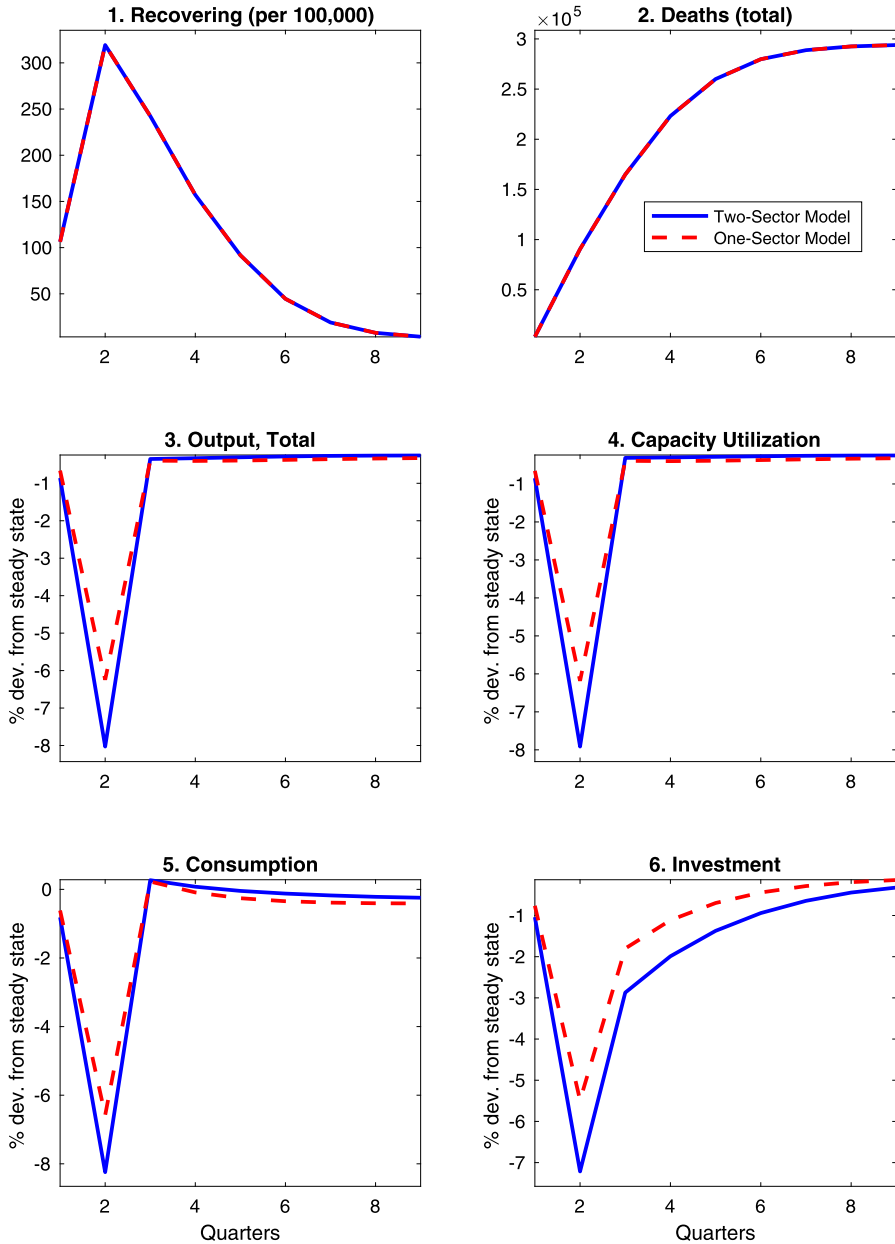 1. Recovering (per 100,000)
300
250
200
150
100
50
2 4 6 8
2. Deaths (total)
×10^5
3
2.5
2
1.5
1
0.5
Two-Sector Model
One-Sector Model
2 4 6 8
3. Output, Total
% dev. from steady state
-1
-2
-3
-4
-5
-6
-7
-8
2 4 6 8
4. Capacity Utilization
% dev. from steady state
-1
-2
-3
-4
-5
-6
-7
-8
2 4 6 8
5. Consumption
% dev. from steady state
0
-2
-4
-6
-8
2 4 6 8
Quarters
6. Investment
% dev. from steady state
-1
-2
-3
-4
-5
-6
-7
2 4 6 8
Quarters